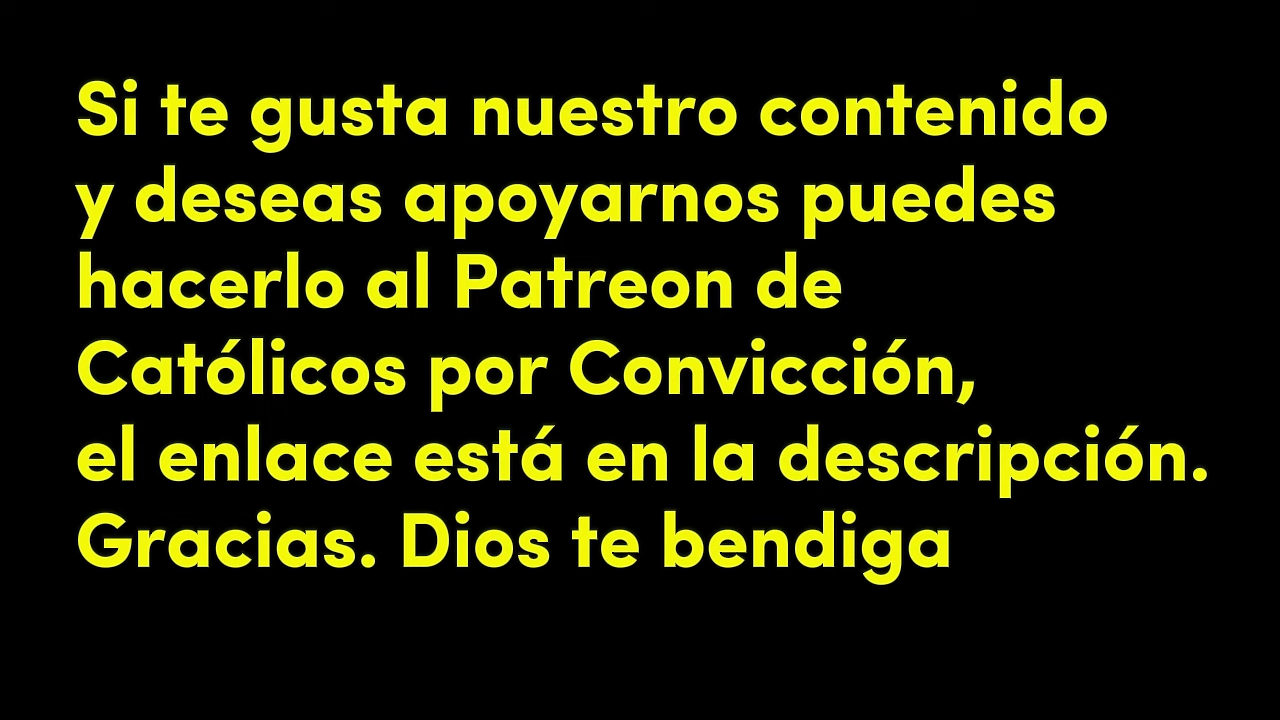 Si te gusta nuestro contenido
y deseas apoyarnos puedes
hacerlo al Patreon de
Católicos por Convicción,
el enlace está en la descripción.
Gracias. Dios te bendiga